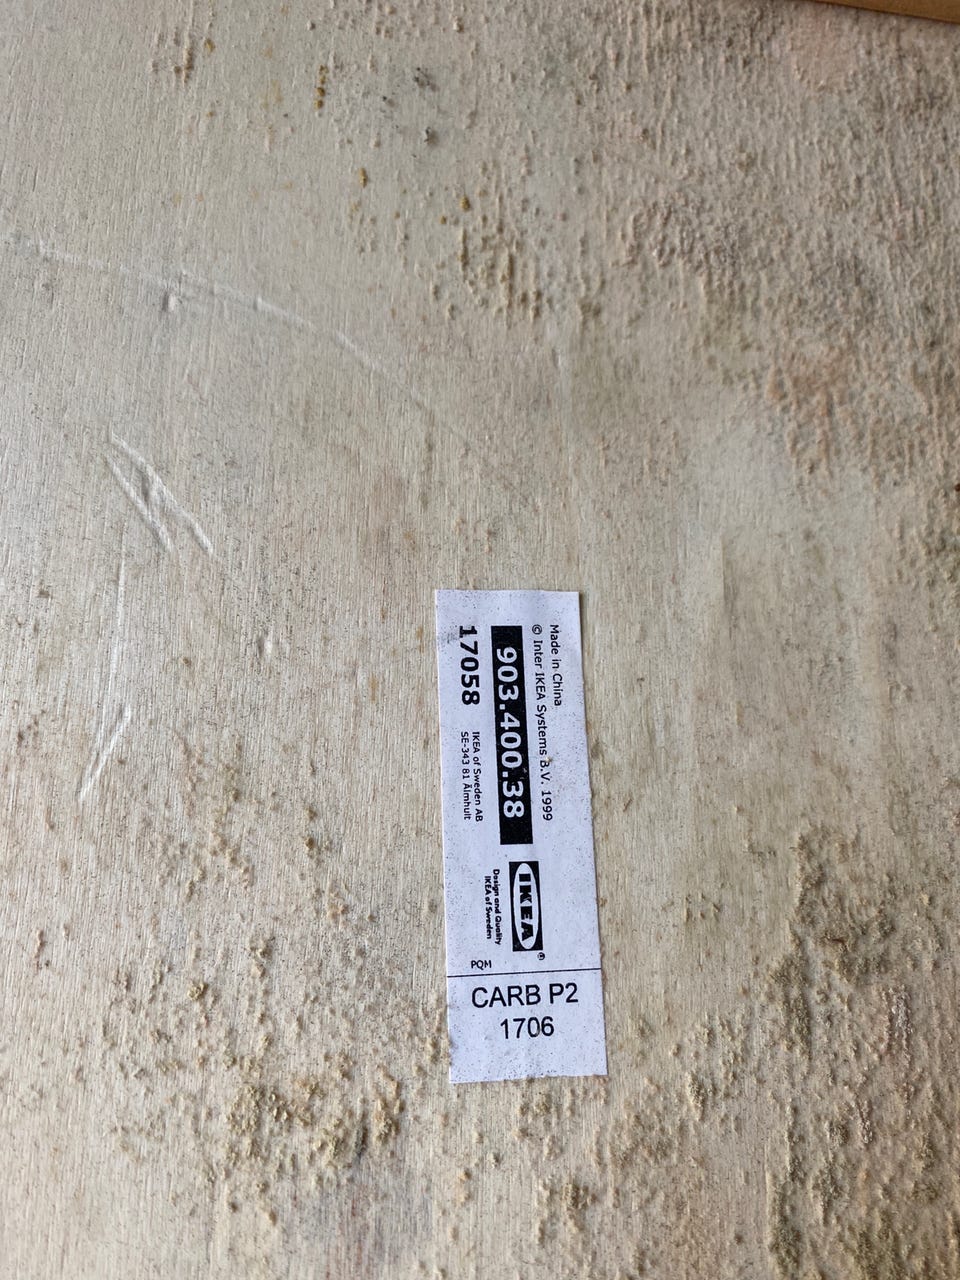 Made in China
© Inter IKEA Systems B.V. 1999
903.400.38
17058
IKEA of Sweden AB
SE-343 81 Älmhult
IKEA®
Design and Quality
IKEA of Sweden
PQM
CARB P2
1706